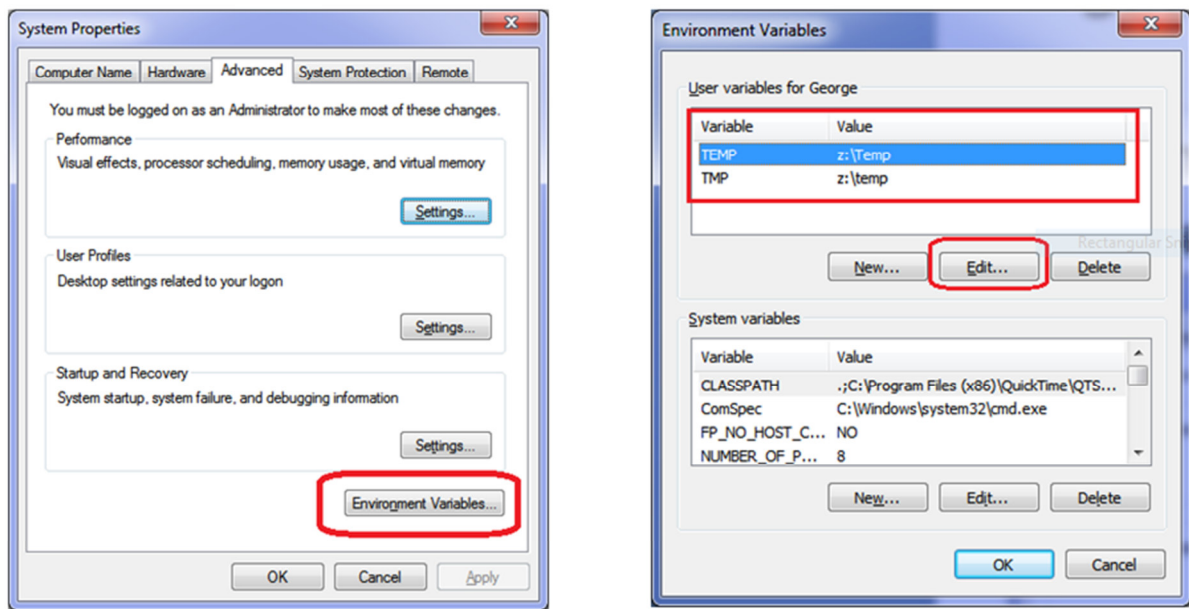 System Properties
Computer Name Hardware Advanced System Protection Remote
You must be logged on as an Administrator to make most of these changes.
Performance
Visual effects, processor scheduling, memory usage, and virtual memory
Settings...
User Profiles
Desktop settings related to your logon
Settings...
Startup and Recovery
System startup, system failure, and debugging information
Settings...
Environment Variables...
OK Cancel Apply
Environment Variables
User variables for George
Variable Value
TEMP z:\Temp
TMP z:\temp
Rectangular Sn
New... Edit... Delete
System variables
Variable Value
CLASSPATH .;C:\Program Files (x86)\QuickTime\QTS...
ComSpec C:\Windows\system32\cmd.exe
FP_NO_HOST_C... NO
NUMBER_OF_P... 8
New... Edit... Delete
OK Cancel